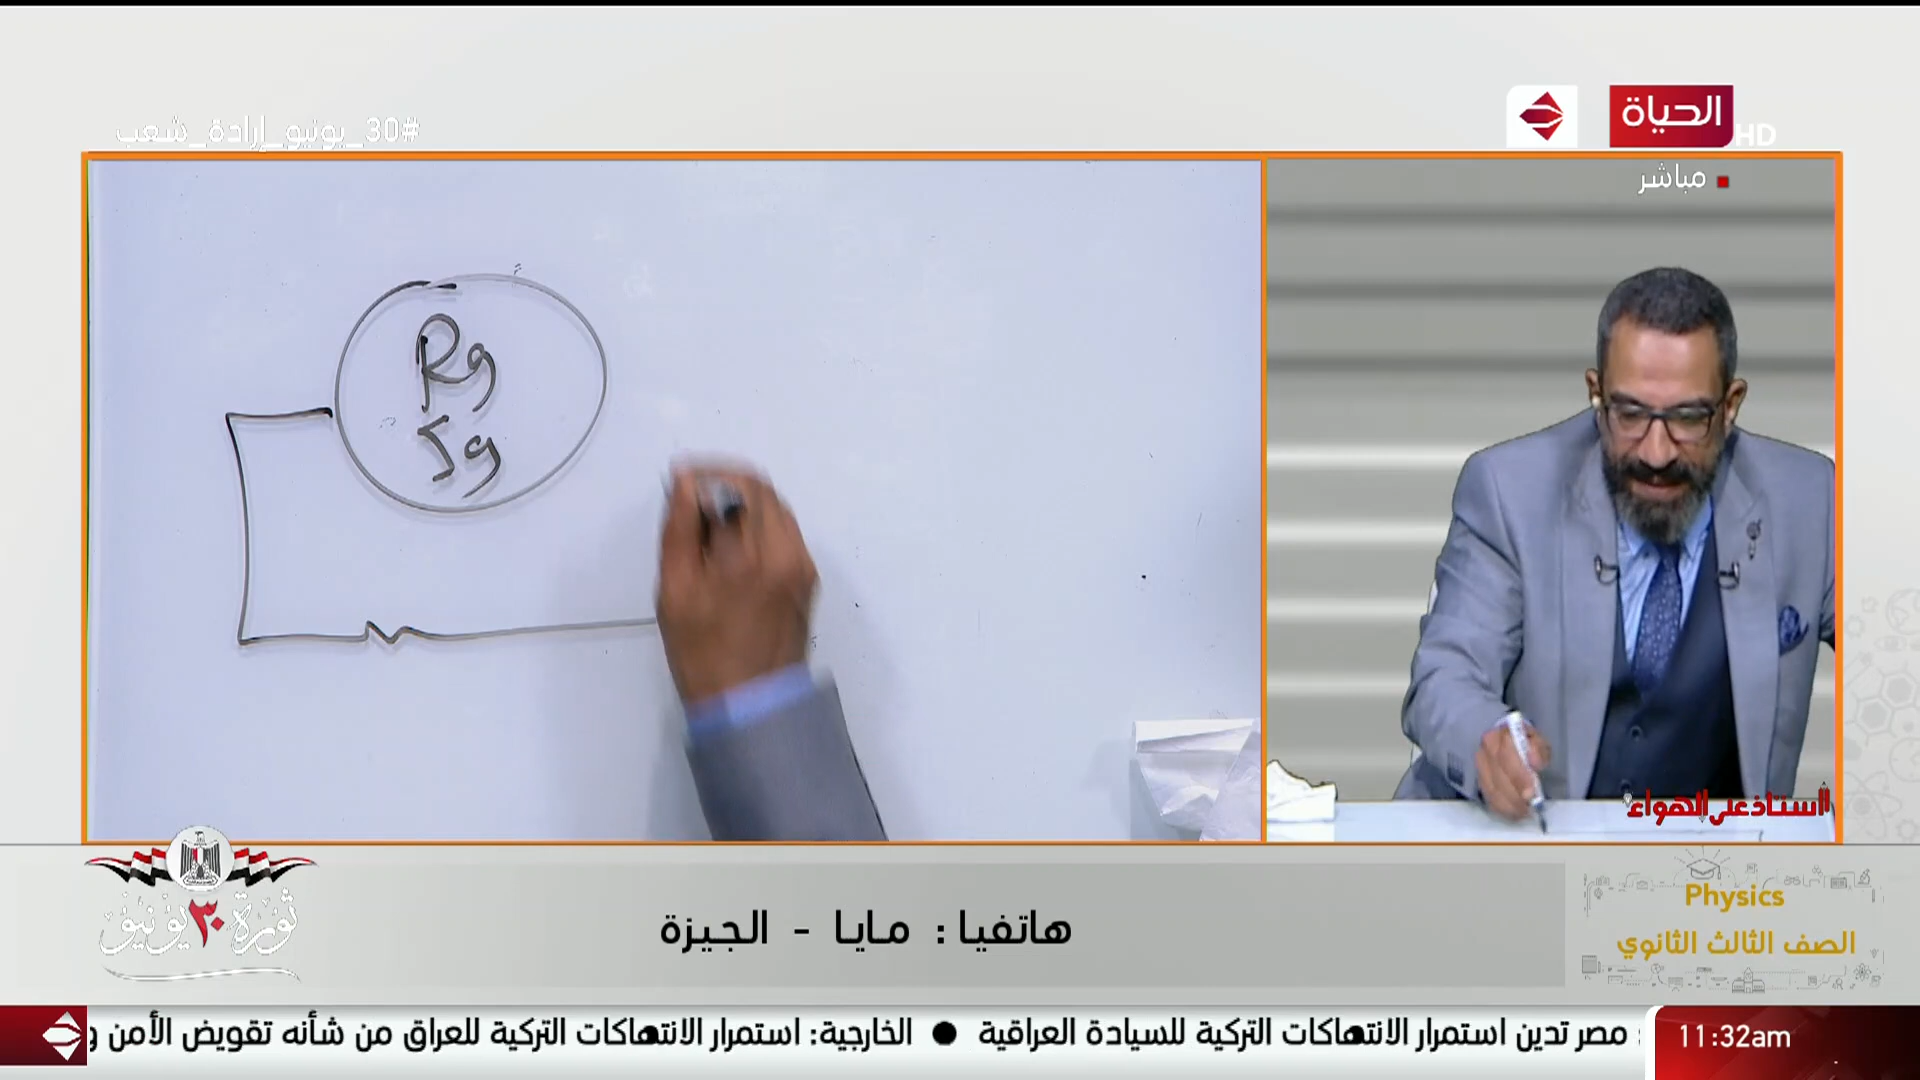 #30_يونيو_إرادة_شعب
الحياة
HD
مباشر
Rg
Ig
أستاذ على الهواء
ثورة ٣٠ يونيو
هاتفيا : مايا - الجيزة
Physics
الصف الثالث الثانوي
: مصر تدين استمرار الانتهاكات التركية للسيادة العراقية ● الخارجية: استمرار الانتهاكات التركية للعراق من شأنه تقويض الأمن و
11:32am